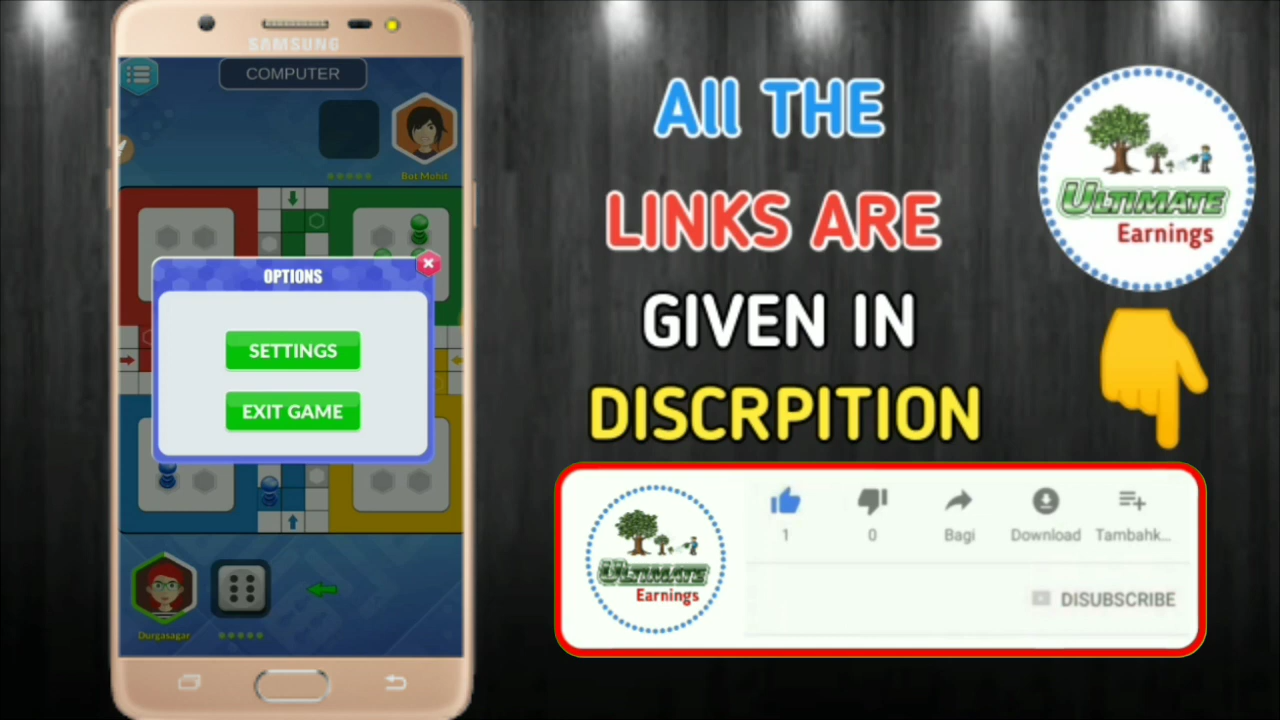 SAMSUNG
COMPUTER
Bot Mohit
OPTIONS
SETTINGS
EXIT GAME
Durgasagar
All THE
LINKS ARE
GIVEN IN
DISCRPITION
ULTIMATE
Earnings
ULTIMATE
Earnings
1
0
Bagi
Download
Tambahk...
DISUBSCRIBE